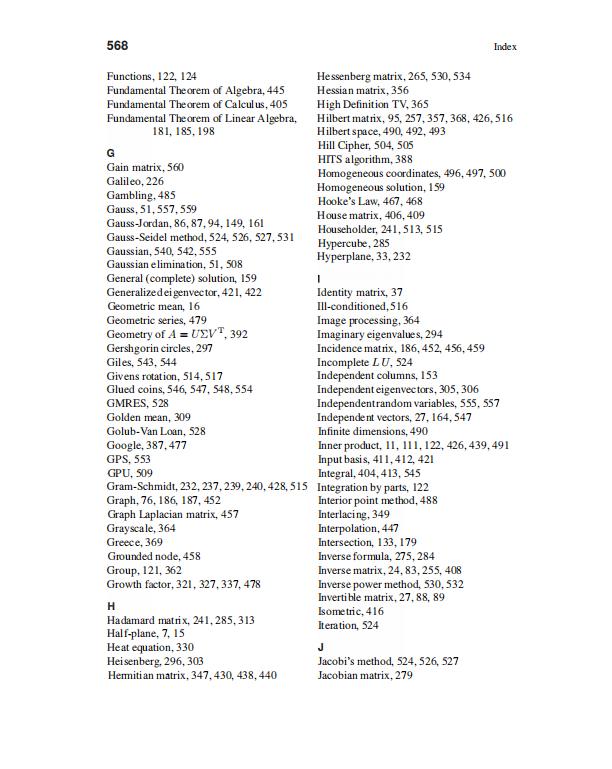 568
Index
Functions, 122, 124
Fundamental Theorem of Algebra, 445
Fundamental Theorem of Calculus, 405
Fundamental Theorem of Linear Algebra,
181, 185, 198
G
Gain matrix, 560
Galileo, 226
Gambling, 485
Gauss, 51, 557, 559
Gauss-Jordan, 86, 87, 94, 149, 161
Gauss-Seidel method, 524, 526, 527, 531
Gaussian, 540, 542, 555
Gaussian elimination, 51, 508
General (complete) solution, 159
Generalized eigenvector, 421, 422
Geometric mean, 16
Geometric series, 479
Geometry of A = UΣVᵀ, 392
Gershgorin circles, 297
Giles, 543, 544
Givens rotation, 514, 517
Glued coins, 546, 547, 548, 554
GMRES, 528
Golden mean, 309
Golub-Van Loan, 528
Google, 387, 477
GPS, 553
GPU, 509
Gram-Schmidt, 232, 237, 239, 240, 428, 515
Graph, 76, 186, 187, 452
Graph Laplacian matrix, 457
Grayscale, 364
Greece, 369
Grounded node, 458
Group, 121, 362
Growth factor, 321, 327, 337, 478
H
Hadamard matrix, 241, 285, 313
Half-plane, 7, 15
Heat equation, 330
Heisenberg, 296, 303
Hermitian matrix, 347, 430, 438, 440
Hessenberg matrix, 265, 530, 534
Hessian matrix, 356
High Definition TV, 365
Hilbert matrix, 95, 257, 357, 368, 426, 516
Hilbert space, 490, 492, 493
Hill Cipher, 504, 505
HITS algorithm, 388
Homogeneous coordinates, 496, 497, 500
Homogeneous solution, 159
Hooke's Law, 467, 468
House matrix, 406, 409
Householder, 241, 513, 515
Hypercube, 285
Hyperplane, 33, 232
I
Identity matrix, 37
Ill-conditioned, 516
Image processing, 364
Imaginary eigenvalues, 294
Incidence matrix, 186, 452, 456, 459
Incomplete LU, 524
Independent columns, 153
Independent eigenvectors, 305, 306
Independent random variables, 555, 557
Independent vectors, 27, 164, 547
Infinite dimensions, 490
Inner product, 11, 111, 122, 426, 439, 491
Input basis, 411, 412, 421
Integral, 404, 413, 545
Integration by parts, 122
Interior point method, 488
Interlacing, 349
Interpolation, 447
Intersection, 133, 179
Inverse formula, 275, 284
Inverse matrix, 24, 83, 255, 408
Inverse power method, 530, 532
Invertible matrix, 27, 88, 89
Isometric, 416
Iteration, 524
J
Jacobi's method, 524, 526, 527
Jacobian matrix, 279